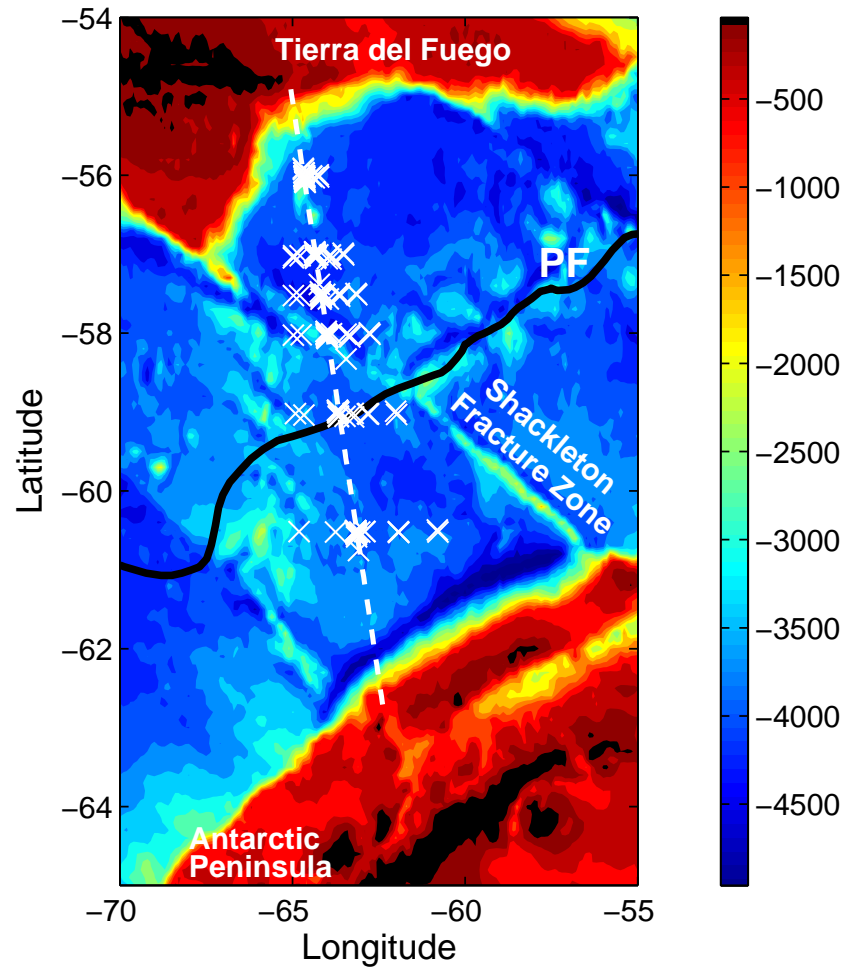 −54
−56
−58
−60
−62
−64
Latitude
−70
−65
−60
−55
Longitude
Tierra del Fuego
PF
Shackleton
Fracture Zone
Antarctic
Peninsula
−500
−1000
−1500
−2000
−2500
−3000
−3500
−4000
−4500